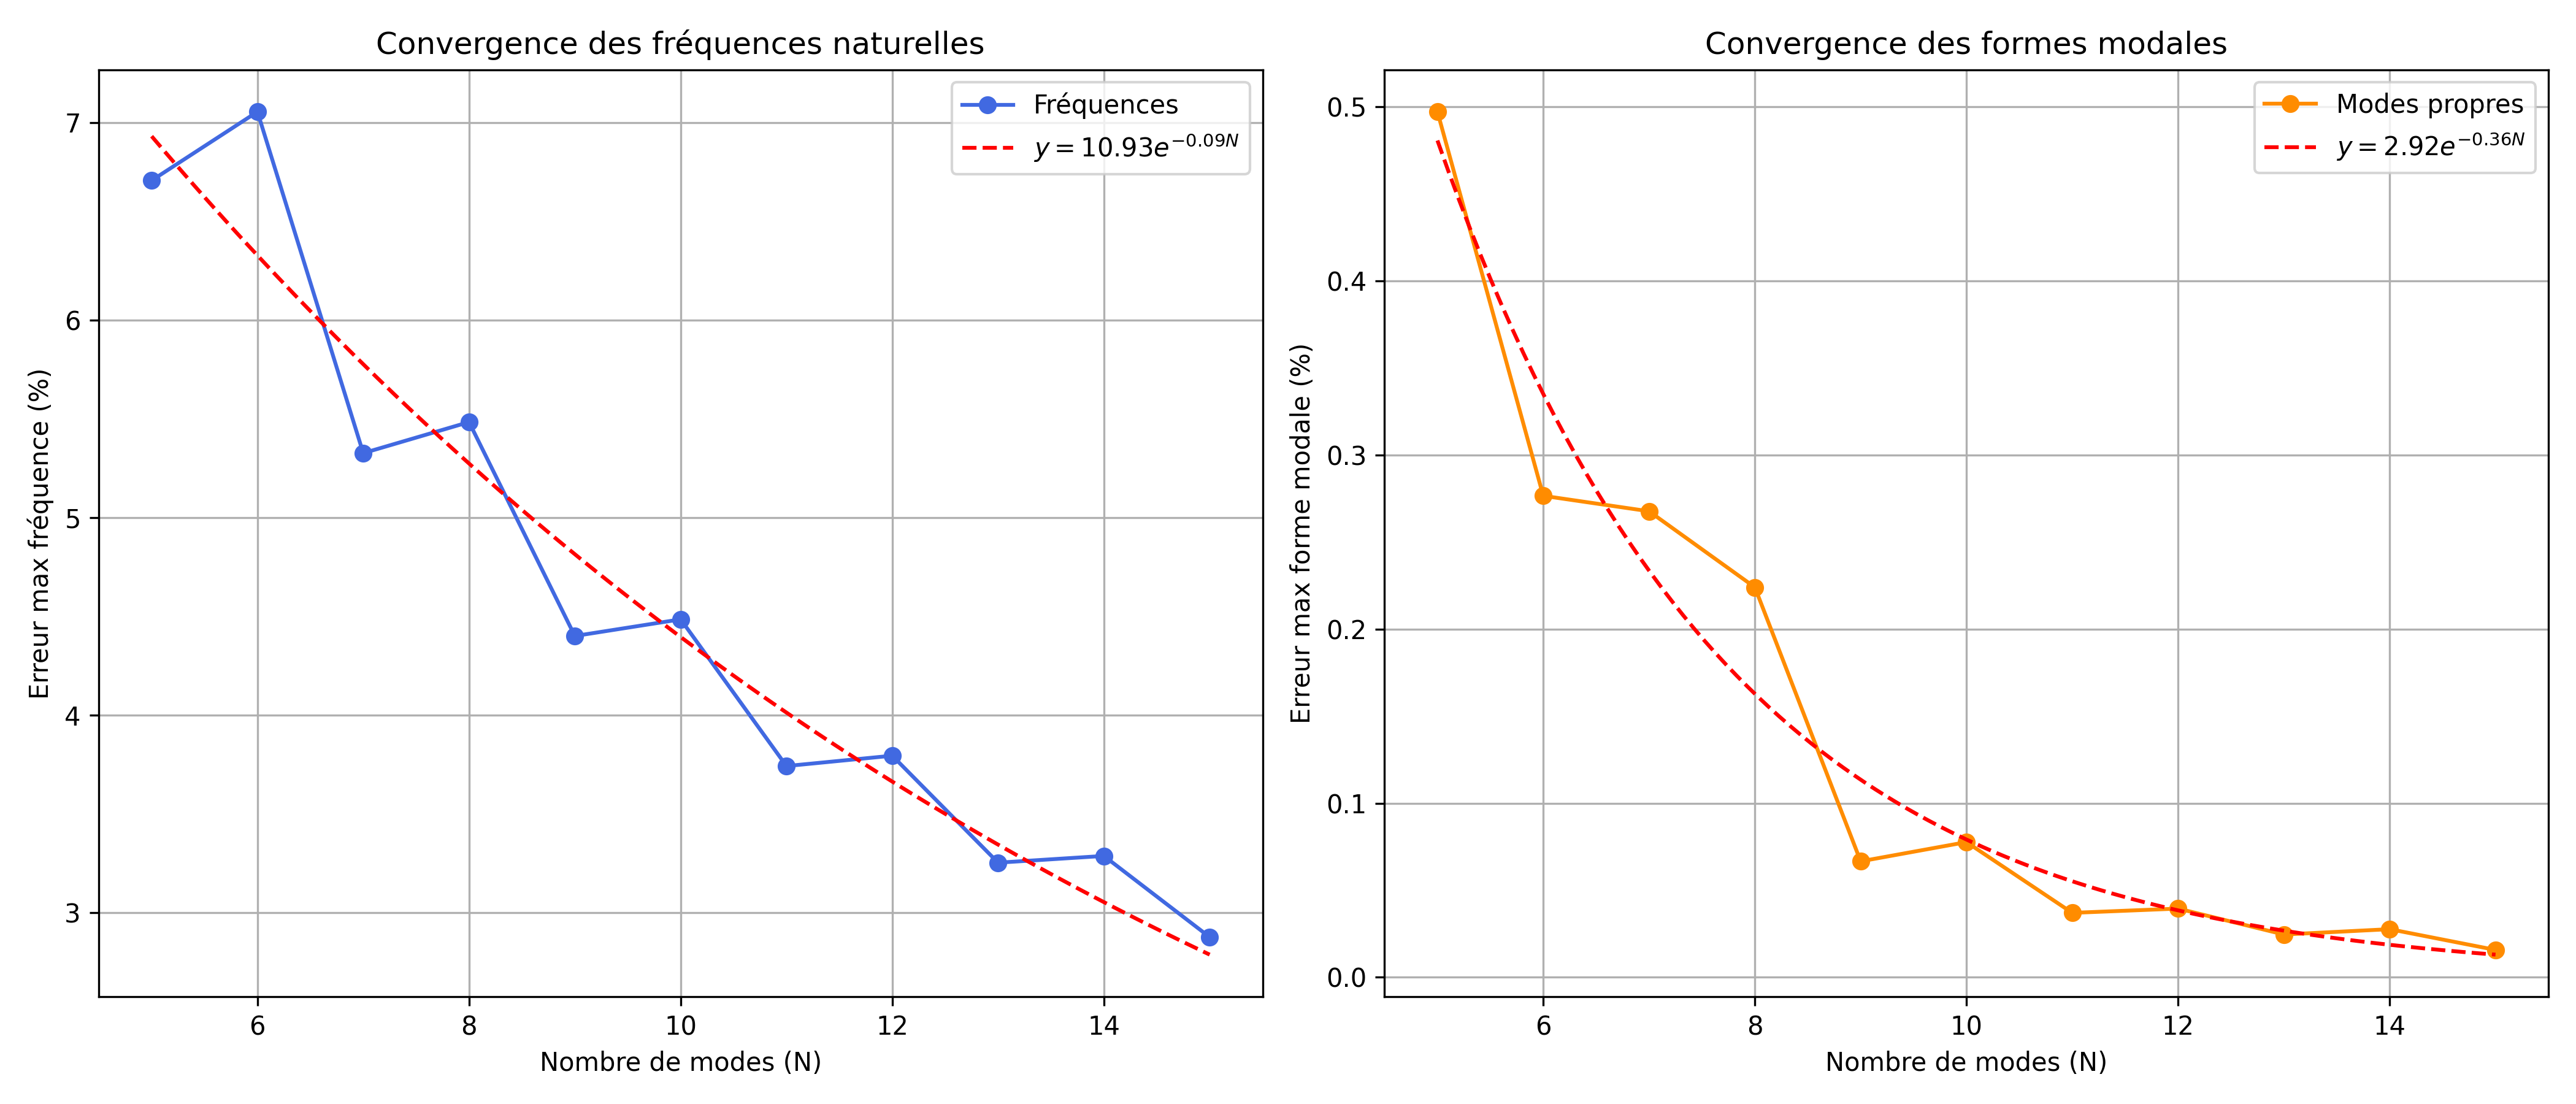 Convergence des fréquences naturelles
Erreur max fréquence (%)
7
6
5
4
3
Fréquences
y = 10.93e^{-0.09N}
6 8 10 12 14
Nombre de modes (N)
Convergence des formes modales
Erreur max forme modale (%)
0.5
0.4
0.3
0.2
0.1
0.0
Modes propres
y = 2.92e^{-0.36N}
6 8 10 12 14
Nombre de modes (N)